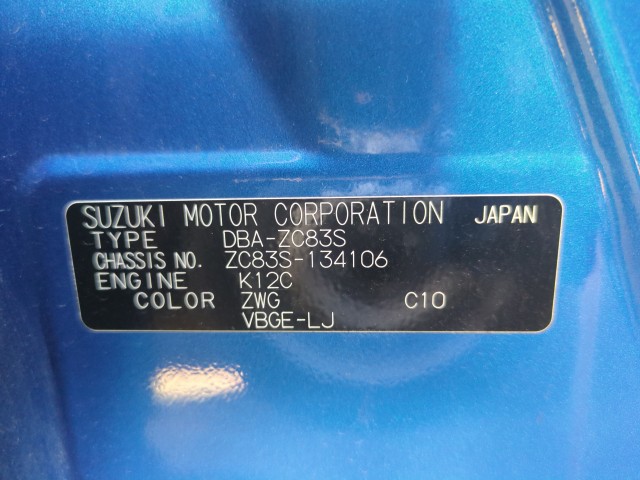 SUZUKI MOTOR CORPORATION JAPAN
TYPE DBA-ZC83S
CHASSIS NO. ZC83S-134106
ENGINE K12C
COLOR ZWG C10
VBGE-LJ